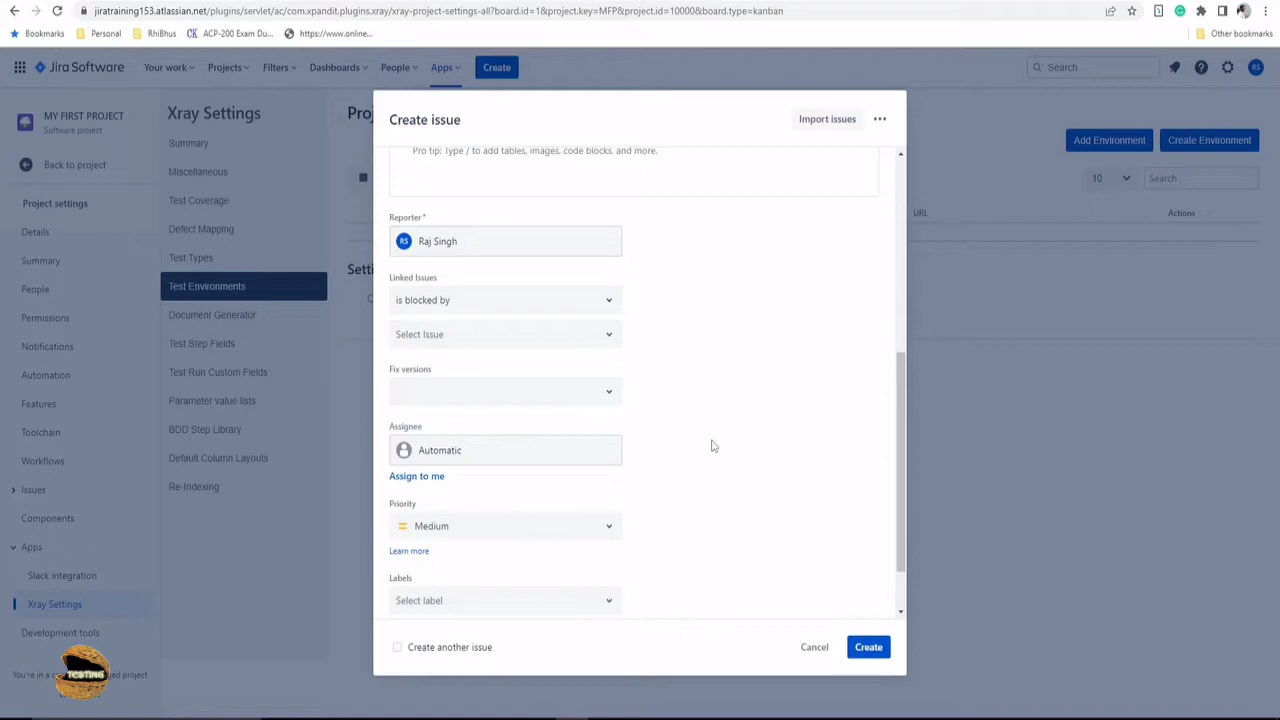 jiratraining153.atlassian.net/plugins/servlet/ac/com.xpandit.plugins.xray/xray-project-settings-all?board.id=1&project.key=MFP&project.id=10000&board.type=kanban
Bookmarks
Personal
RhiBhus
ACP-200 Exam Du...
https://www.online...
Other bookmarks
Jira Software
Your work
Projects
Filters
Dashboards
People
Apps
Create
Search
RS
MY FIRST PROJECT
Software project
Back to project
Project settings
Details
Summary
People
Permissions
Notifications
Automation
Features
Toolchain
Workflows
Issues
Components
Apps
Slack integration
Xray Settings
Development tools
You're in a
project
TESTING
Xray Settings
Summary
Miscellaneous
Test Coverage
Defect Mapping
Test Types
Test Environments
Document Generator
Test Step Fields
Test Run Custom Fields
Parameter value lists
BDD Step Library
Default Column Layouts
Re-Indexing
Add Environment
Create Environment
10
Search
URL
Actions
Create issue
Import issues
Pro tip: Type / to add tables, images, code blocks, and more.
Reporter *
RS Raj Singh
Linked Issues
is blocked by
Select Issue
Fix versions
Assignee
Automatic
Assign to me
Priority
Medium
Learn more
Labels
Select label
Create another issue
Cancel
Create